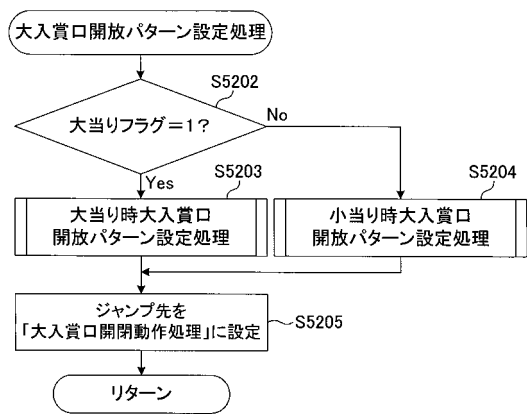 大入賞口開放パターン設定処理
S5202
大当りフラグ=1?
No
Yes
S5203
S5204
大当り時大入賞口
開放パターン設定処理
小当り時大入賞口
開放パターン設定処理
ジャンプ先を
「大入賞口開閉動作処理」に設定
S5205
リターン